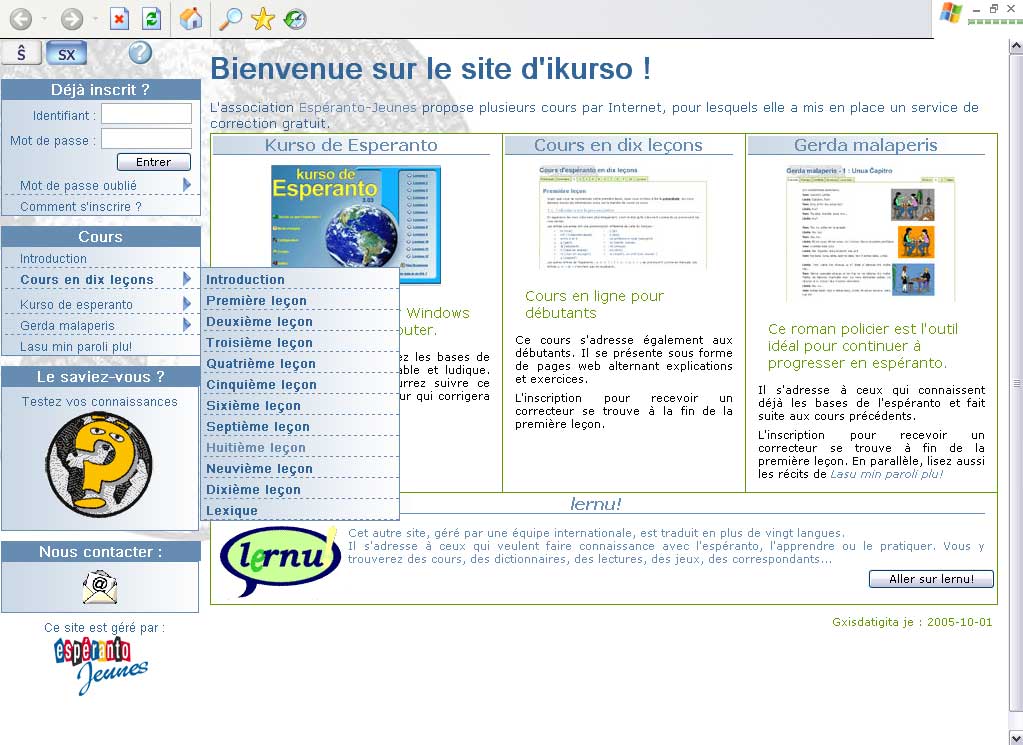 Ŝ
SX
?
Bienvenue sur le site d'ikurso !
L'association Espéranto-Jeunes propose plusieurs cours par Internet, pour lesquels elle a mis en place un service de
correction gratuit.
Déjà inscrit ?
Identifiant :
Mot de passe :
Entrer
Mot de passe oublié
Comment s'inscrire ?
Cours
Introduction
Cours en dix leçons
Kurso de esperanto
Gerda malaperis
Lasu min paroli plu!
Introduction
Première leçon
Deuxième leçon
Troisième leçon
Quatrième leçon
Cinquième leçon
Sixième leçon
Septième leçon
Huitième leçon
Neuvième leçon
Dixième leçon
Lexique
Le saviez-vous ?
Testez vos connaissances
?
Nous contacter :
@
Ce site est géré par :
espéranto
Jeunes
Kurso de Esperanto
kurso de
Esperanto
3.03
Windows
outer.
ez les bases de
able et ludique.
urrez suivre ce
ur qui corrigera
Cours en dix leçons
Cours d'espéranto en dix leçons
Première leçon
Cours en ligne pour
débutants
Ce cours s'adresse également aux
débutants. Il se présente sous forme
de pages web alternant explications
et exercices.
L'inscription pour recevoir un
correcteur se trouve à la fin de la
première leçon.
Gerda malaperis
Gerda malaperis - 1 : Unua Ĉapitro
Ce roman policier est l'outil
idéal pour continuer à
progresser en espéranto.
Il s'adresse à ceux qui connaissent
déjà les bases de l'espéranto et fait
suite aux cours précédents.
L'inscription pour recevoir un
correcteur se trouve à fin de la
première leçon. En parallèle, lisez aussi
les récits de Lasu min paroli plu!
lernu!
lernu!
Cet autre site, géré par une équipe internationale, est traduit en plus de vingt langues.
Il s'adresse à ceux qui veulent faire connaissance avec l'espéranto, l'apprendre ou le pratiquer. Vous y
trouverez des cours, des dictionnaires, des lectures, des jeux, des correspondants...
Aller sur lernu!
Gxisdatigita je : 2005-10-01